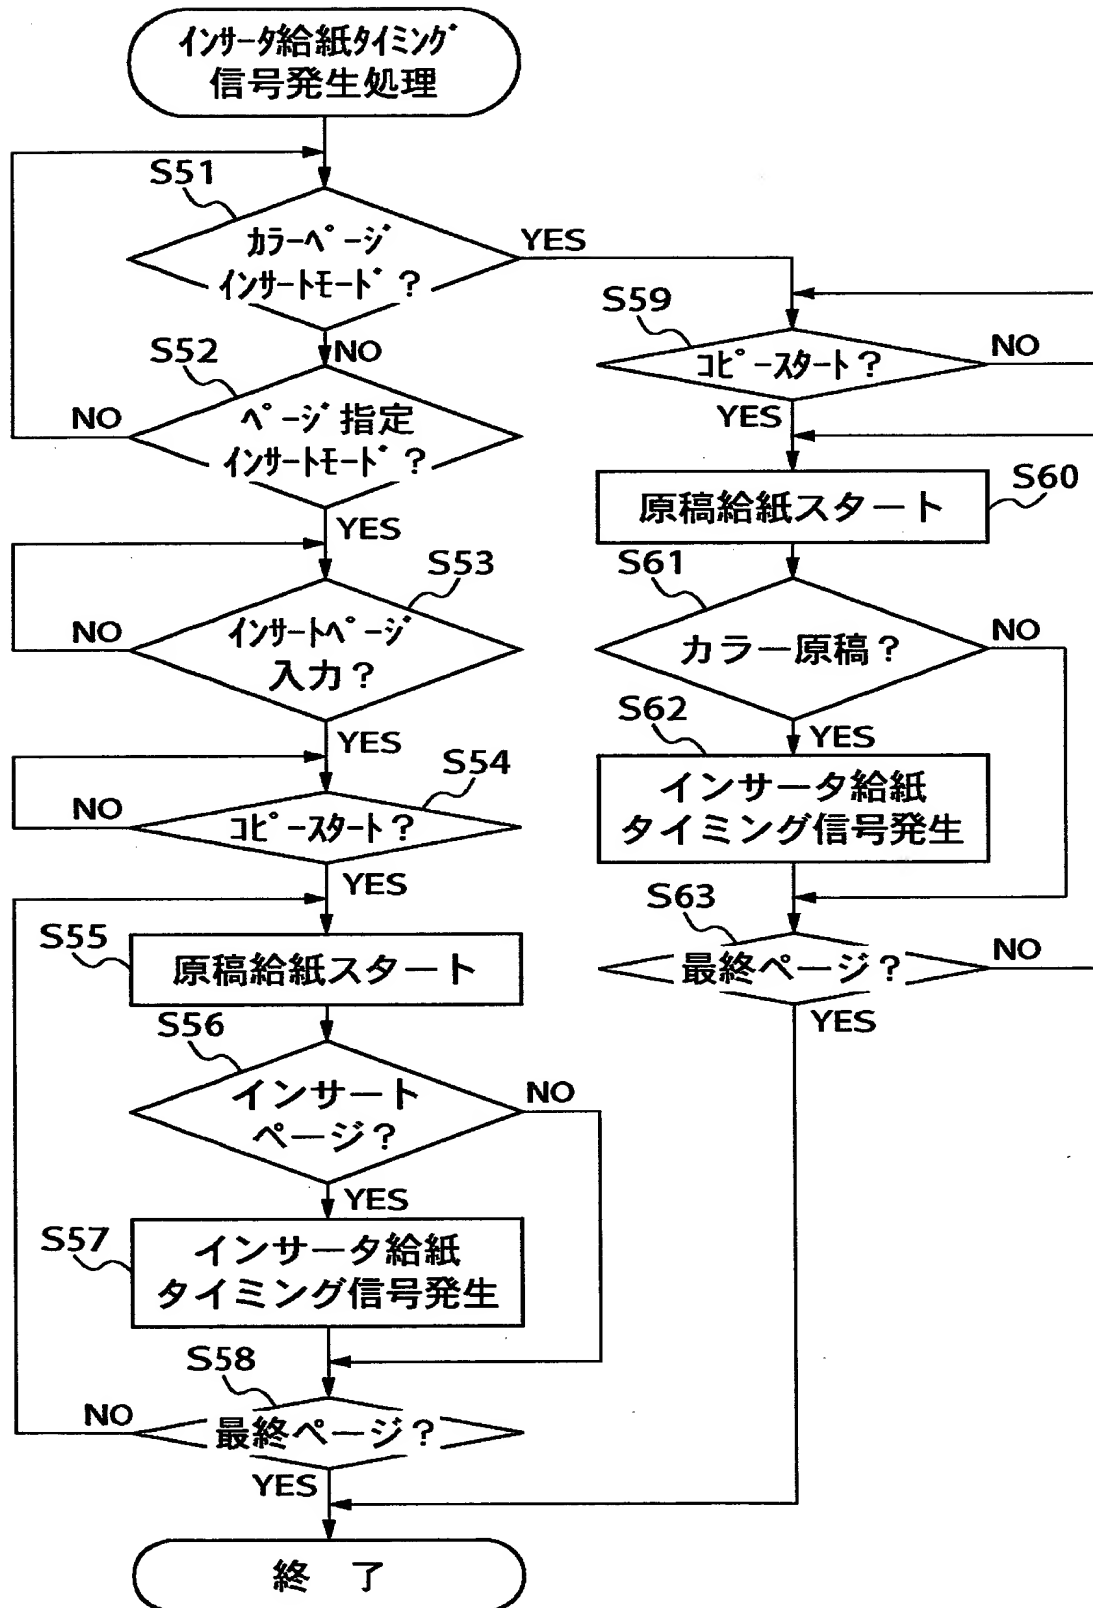 インサータ給紙タイミング
信号発生処理
S51
カラーページ
インサートモード?
YES
NO
S52
ページ指定
インサートモード?
NO
YES
S53
インサートページ
入力?
NO
YES
S54
コピースタート?
NO
YES
S55
原稿給紙スタート
S56
インサート
ページ?
NO
YES
S57
インサータ給紙
タイミング信号発生
S58
最終ページ?
NO
YES
S59
コピースタート?
NO
YES
S60
原稿給紙スタート
S61
カラー原稿?
NO
YES
S62
インサータ給紙
タイミング信号発生
S63
最終ページ?
NO
YES
終 了